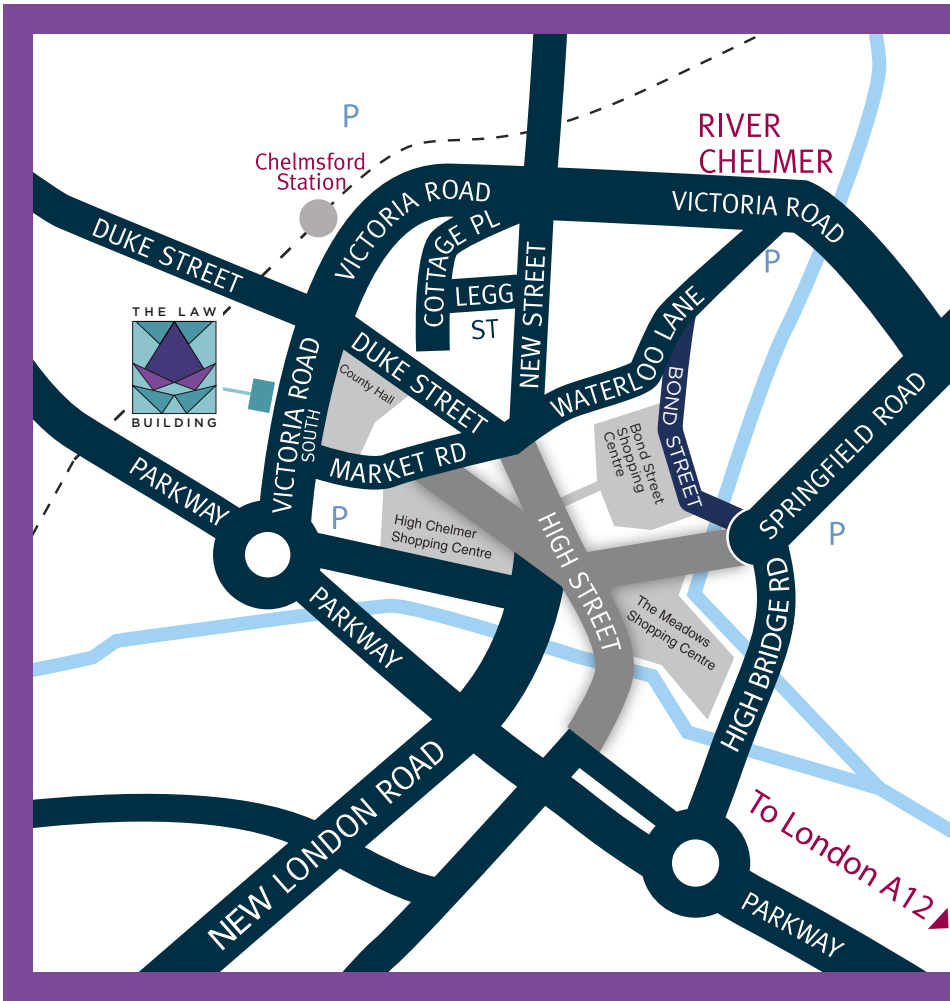 P
RIVER
CHELMER
Chelmsford
Station
VICTORIA ROAD
VICTORIA ROAD
DUKE STREET
COTTAGE PL
P
LEGG
ST
NEW STREET
THE LAW
BUILDING
VICTORIA ROAD
SOUTH
DUKE STREET
County Hall
WATERLOO LANE
BOND STREET
Bond Street
Shopping
Centre
SPRINGFIELD ROAD
MARKET RD
PARKWAY
P
High Chelmer
Shopping Centre
HIGH STREET
P
The Meadows
Shopping Centre
HIGH BRIDGE RD
PARKWAY
NEW LONDON ROAD
To London A12
PARKWAY